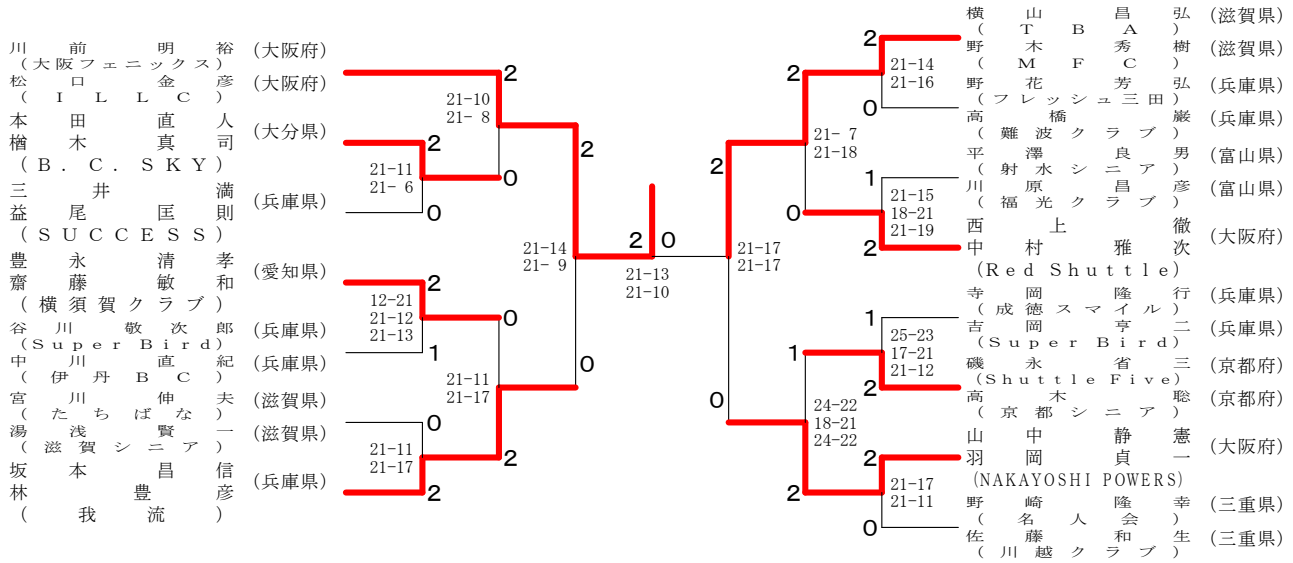 川前明裕 (大阪府)
(大阪フェニックス)
松口金彦 (大阪府)
(ILLC)
本田直人
楢木真司
(大分県)
(B.C.SKY)
三井満
益尾匡則
(兵庫県)
(SUCCESS)
豊永清孝
齋藤敏和
(愛知県)
(横須賀クラブ)
谷川敬次郎 (兵庫県)
(Super Bird)
中川直紀 (兵庫県)
(伊丹BC)
宮川伸夫 (滋賀県)
(たちばな)
湯浅賢一 (滋賀県)
(滋賀シニア)
坂本昌信
林豊彦
(兵庫県)
(我流)
2
21-10
21- 8
2
21-11
21- 6
0
0
2
21-14
21- 9
2
12-21
21-12
21-13
1
0
21-11
21-17
0
21-11
21-17
2
2
0
2
0
21-13
21-10
2
21-17
21-17
0
2
21- 7
21-18
0
2
21-14
21-16
0
1
21-15
18-21
21-19
2
1
24-22
18-21
24-22
2
1
25-23
17-21
21-12
2
2
21-17
21-11
0
横山昌弘 (滋賀県)
(TBA)
野木秀樹 (滋賀県)
(MFC)
野花芳弘 (兵庫県)
(フレッシュ三田)
高橋巌 (兵庫県)
(難波クラブ)
平澤良男 (富山県)
(射水シニア)
川原昌彦 (富山県)
(福光クラブ)
西上徹
中村雅次
(大阪府)
(Red Shuttle)
寺岡隆行 (兵庫県)
(成徳スマイル)
吉岡亨二 (兵庫県)
(Super Bird)
磯永省三 (京都府)
(Shuttle Five)
高木聡 (京都府)
(京都シニア)
山中静憲
羽岡貞一
(大阪府)
(NAKAYOSHI POWERS)
野崎隆幸 (三重県)
(名人会)
佐藤和生 (三重県)
(川越クラブ)